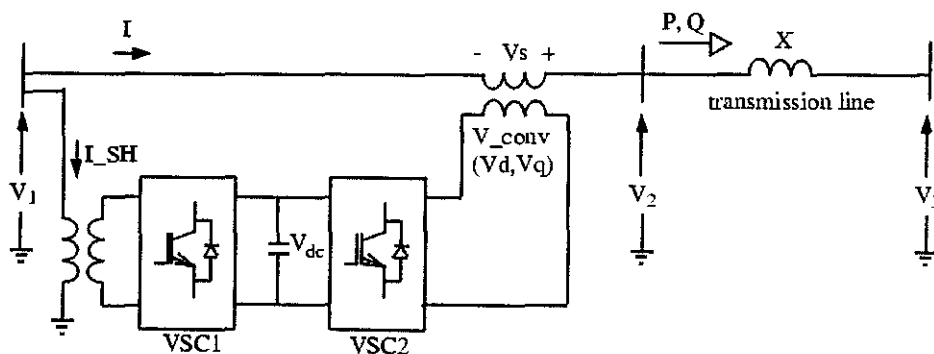 I
- Vs +
P, Q
X
transmission line
V_conv
(Vd,Vq)
I_SH
V1
V2
Vdc
VSC1
VSC2